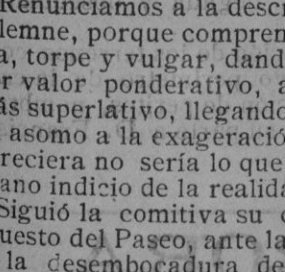 Renunciamos a la descri
lemne, porque compren
a, torpe y vulgar, dand
r valor ponderativo, a
ás superlativo, llegando
asomo a la exageració
reciera no sería lo que
ano indicio de la realida
Siguió la comitiva su c
uesto del Paseo, ante la
la desembocadura de